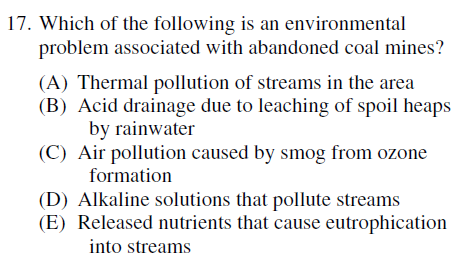 17. Which of the following is an environmental
problem associated with abandoned coal mines?
(A) Thermal pollution of streams in the area
(B) Acid drainage due to leaching of spoil heaps
by rainwater
(C) Air pollution caused by smog from ozone
formation
(D) Alkaline solutions that pollute streams
(E) Released nutrients that cause eutrophication
into streams